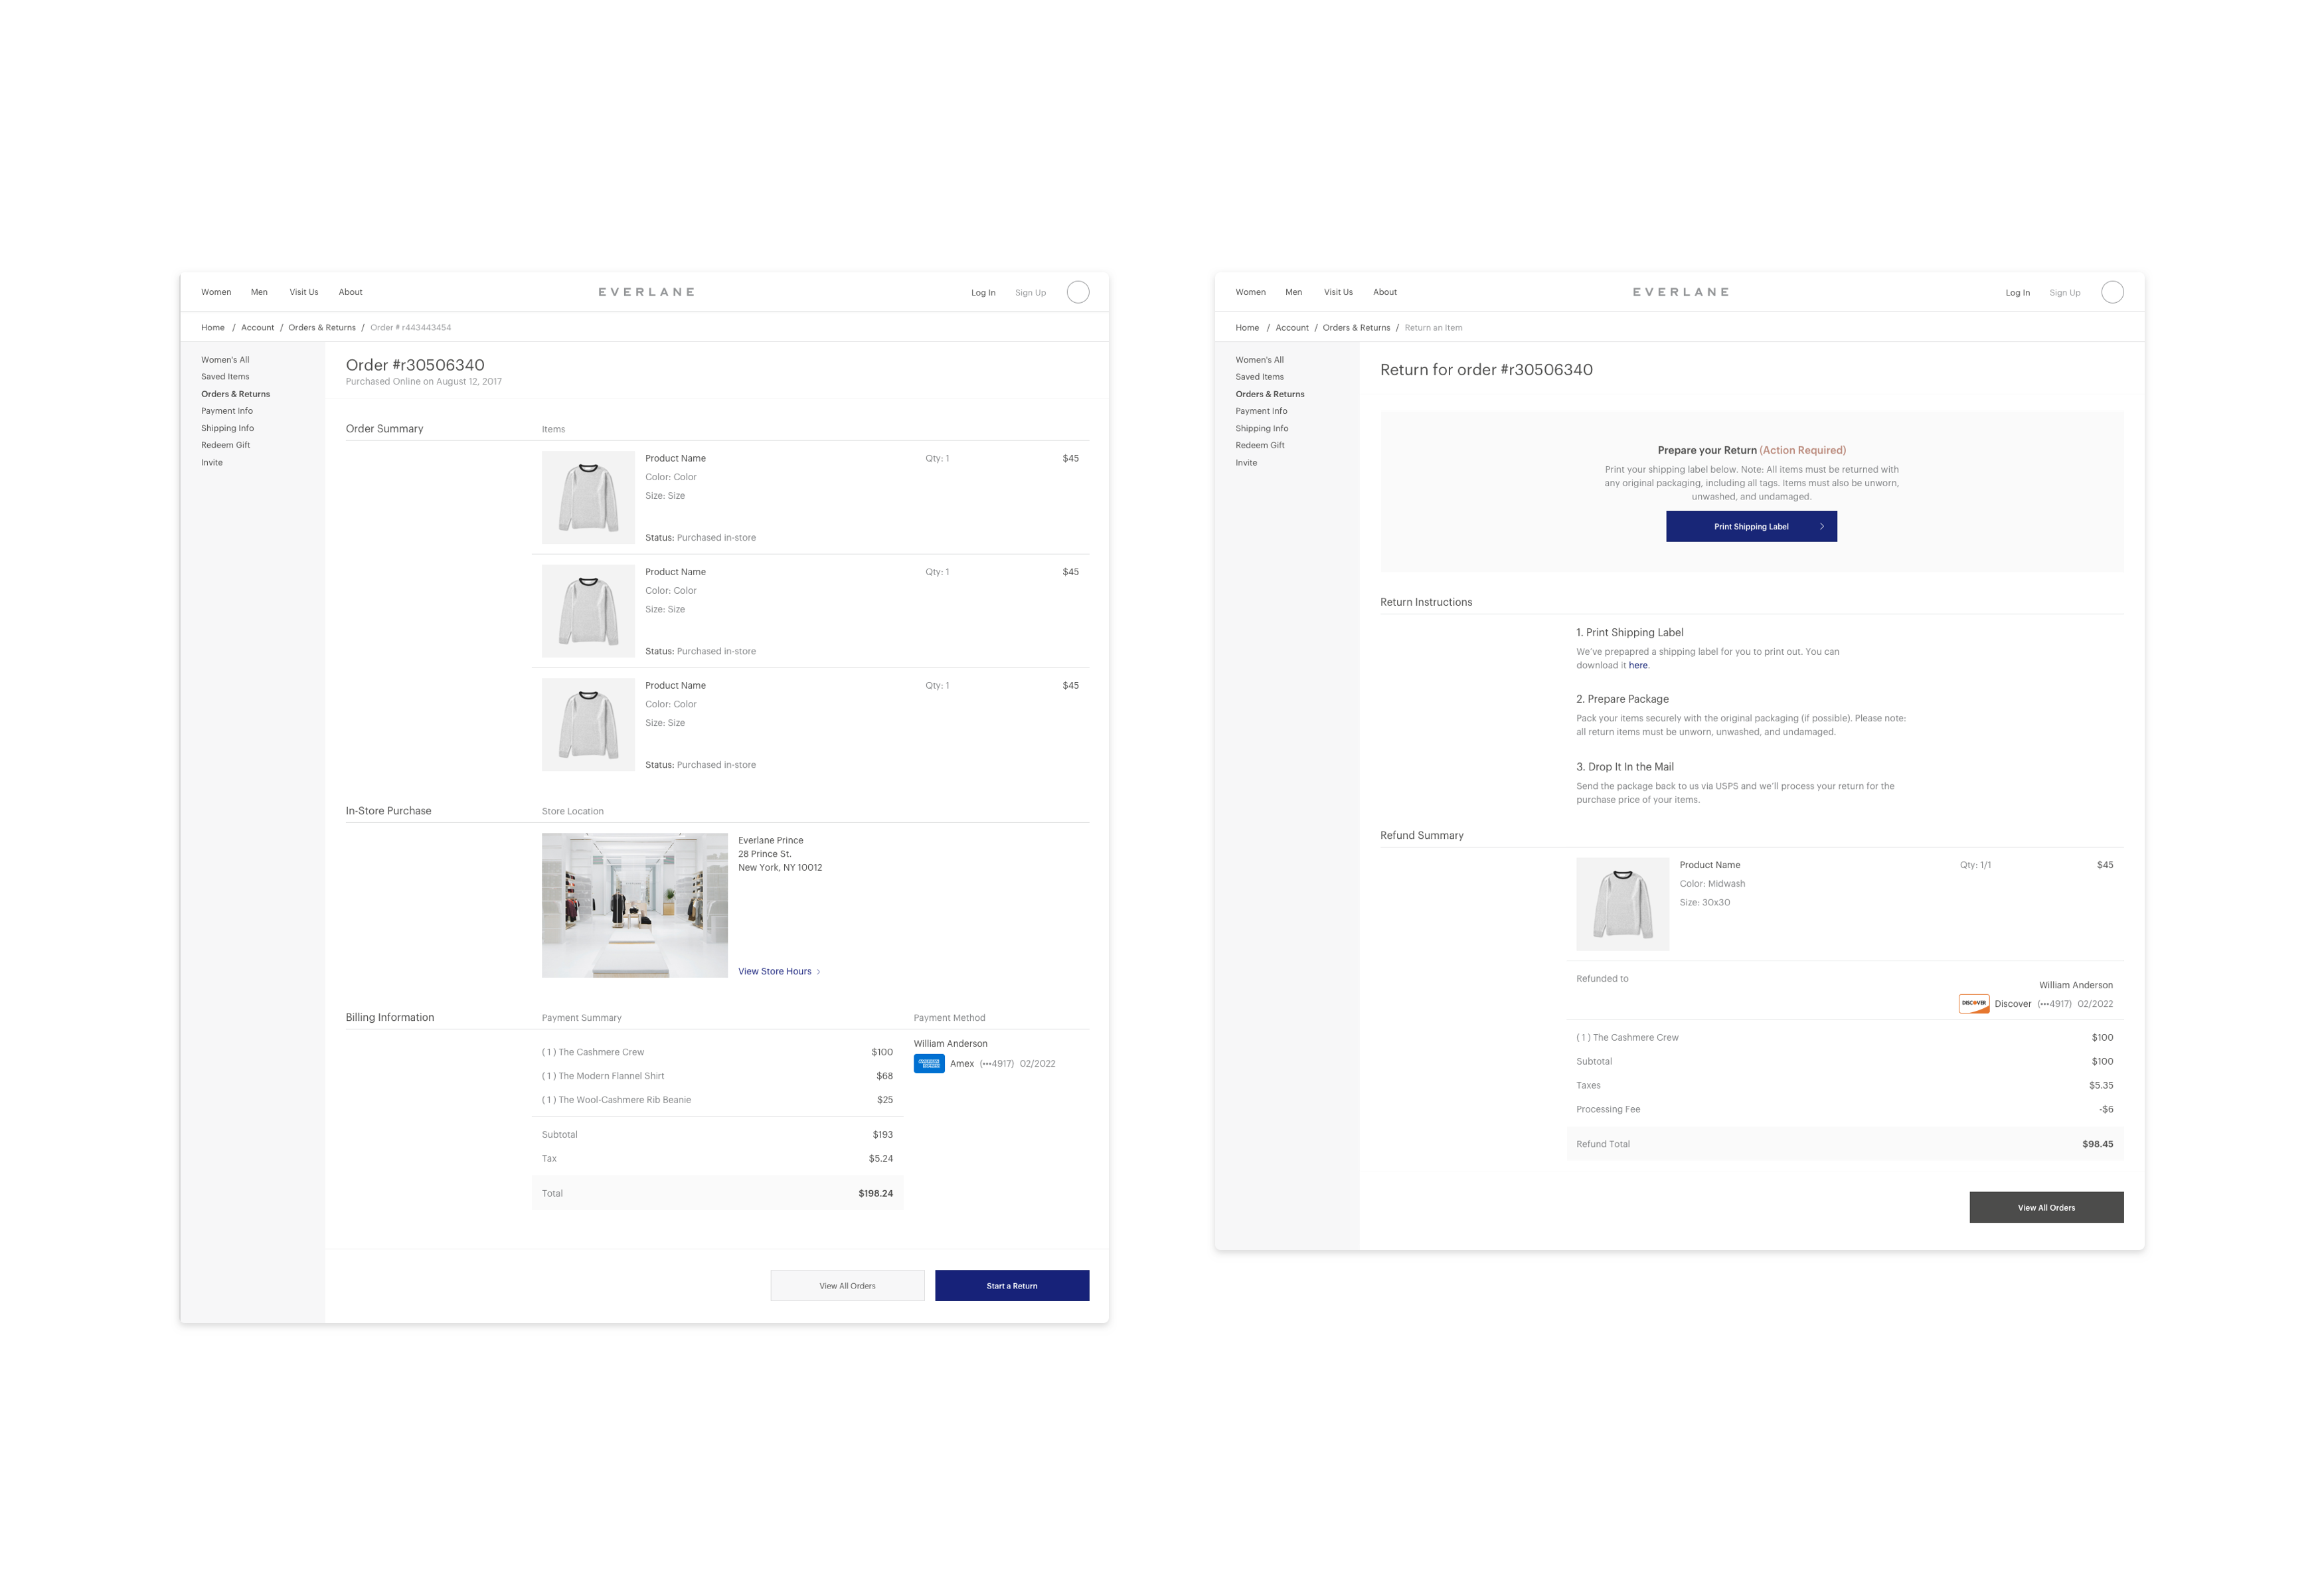 Women Men Visit Us About EVERLANE Log In Sign Up
Home / Account / Orders & Returns / Order # r443443454
Women's All
Saved Items
Orders & Returns
Payment Info
Shipping Info
Redeem Gift
Invite
Order #r30506340
Purchased Online on August 12, 2017
Order Summary Items
Product Name Qty: 1 $45
Color: Color
Size: Size
Status: Purchased in-store
Product Name Qty: 1 $45
Color: Color
Size: Size
Status: Purchased in-store
Product Name Qty: 1 $45
Color: Color
Size: Size
Status: Purchased in-store
In-Store Purchase Store Location
Everlane Prince
28 Prince St.
New York, NY 10012
View Store Hours >
Billing Information Payment Summary Payment Method
William Anderson
Amex (•••4917) 02/2022
(1) The Cashmere Crew $100
(1) The Modern Flannel Shirt $68
(1) The Wool-Cashmere Rib Beanie $25
Subtotal $193
Tax $5.24
Total $198.24
View All Orders Start a Return
Women Men Visit Us About EVERLANE Log In Sign Up
Home / Account / Orders & Returns / Return an Item
Women's All
Saved Items
Orders & Returns
Payment Info
Shipping Info
Redeem Gift
Invite
Return for order #r30506340
Prepare your Return (Action Required)
Print your shipping label below. Note: All items must be returned with
any original packaging, including all tags. Items must also be unworn,
unwashed, and undamaged.
Print Shipping Label >
Return Instructions
1. Print Shipping Label
We've prepapred a shipping label for you to print out. You can
download it here.
2. Prepare Package
Pack your items securely with the original packaging (if possible). Please note:
all return items must be unworn, unwashed, and undamaged.
3. Drop It In the Mail
Send the package back to us via USPS and we'll process your return for the
purchase price of your items.
Refund Summary
Product Name Qty: 1/1 $45
Color: Midwash
Size: 30x30
Refunded to
William Anderson
DISCOVER Discover (•••4917) 02/2022
(1) The Cashmere Crew $100
Subtotal $100
Taxes $5.35
Processing Fee -$6
Refund Total $98.45
View All Orders